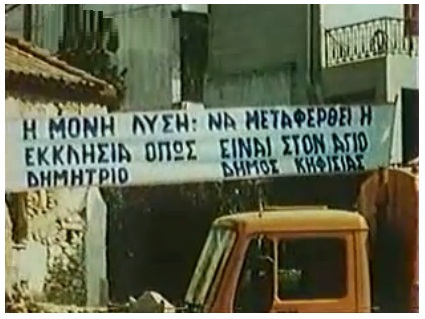 Η ΜΟΝΗ ΛΥΣΗ: ΝΑ ΜΕΤΑΦΕΡΘΕΙ Η
ΕΚΚΛΗΣΙΑ ΟΠΩΣ ΕΙΝΑΙ ΣΤΟΝ ΑΓΙΟ
ΔΗΜΗΤΡΙΟ ΔΗΜΟΣ ΚΗΦΙΣΙΑΣ